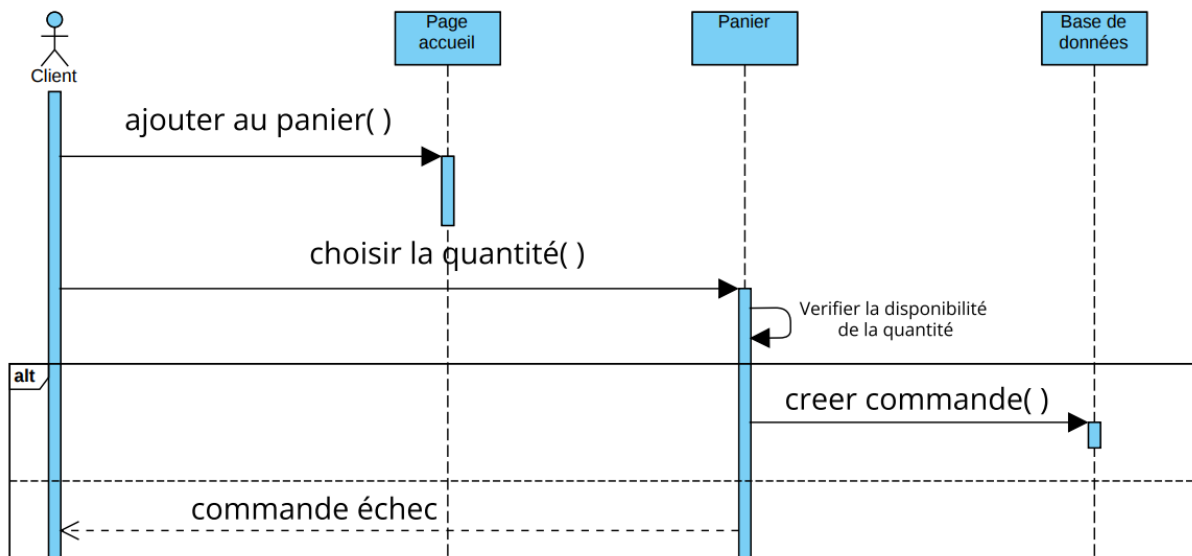 Client
Page
accueil
Panier
Base de
données
ajouter au panier( )
choisir la quantité( )
Verifier la disponibilité
de la quantité
alt
creer commande( )
commande échec